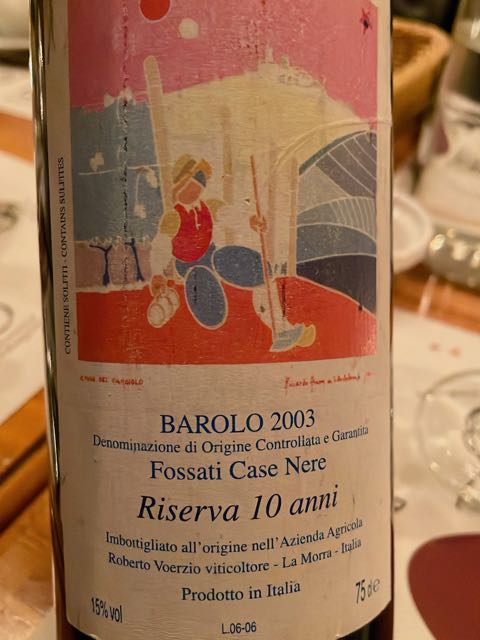 CONTIENE SOLFITI - CONTAINS SULFITES
BAROLO 2003
Denominazione di Origine Controllata e Garantita
Fossati Case Nere
Riserva 10 anni
Imbottigliato all'origine nell'Azienda Agricola
Roberto Voerzio viticoltore - La Morra - Italia
Prodotto in Italia
15% vol
75 cl e
L.06-06